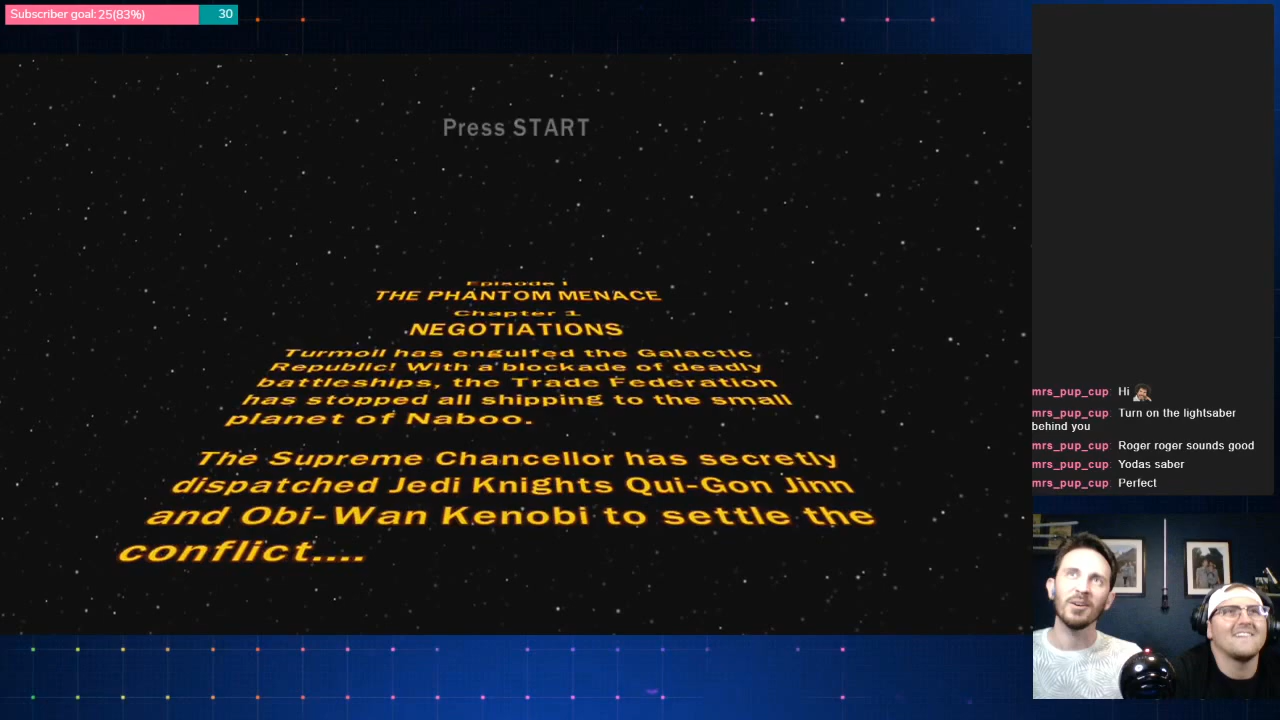 Subscriber goal: 25(83%) 30
Press START
Episode I
THE PHANTOM MENACE
Chapter 1
NEGOTIATIONS
Turmoil has engulfed the Galactic
Republic! With a blockade of deadly
battleships, the Trade Federation
has stopped all shipping to the small
planet of Naboo.
The Supreme Chancellor has secretly
dispatched Jedi Knights Qui-Gon Jinn
and Obi-Wan Kenobi to settle the
conflict....
mrs_pup_cup Hi
mrs_pup_cup Turn on the lightsaber
behind you
mrs_pup_cup Roger roger sounds good
mrs_pup_cup Yodas saber
mrs_pup_cup Perfect